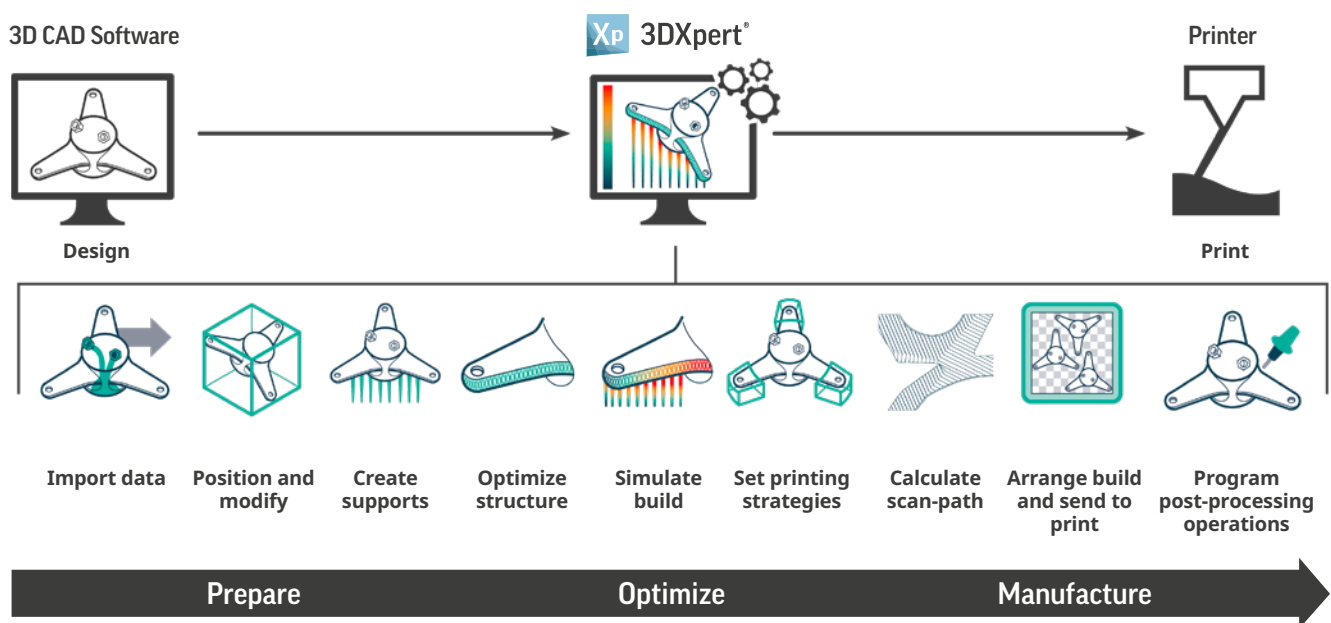 3D CAD Software
Xp 3DXpert®
Printer
Design
Print
Import data
Position and
modify
Create
supports
Optimize
structure
Simulate
build
Set printing
strategies
Calculate
scan-path
Arrange build
and send to
print
Program
post-processing
operations
Prepare
Optimize
Manufacture